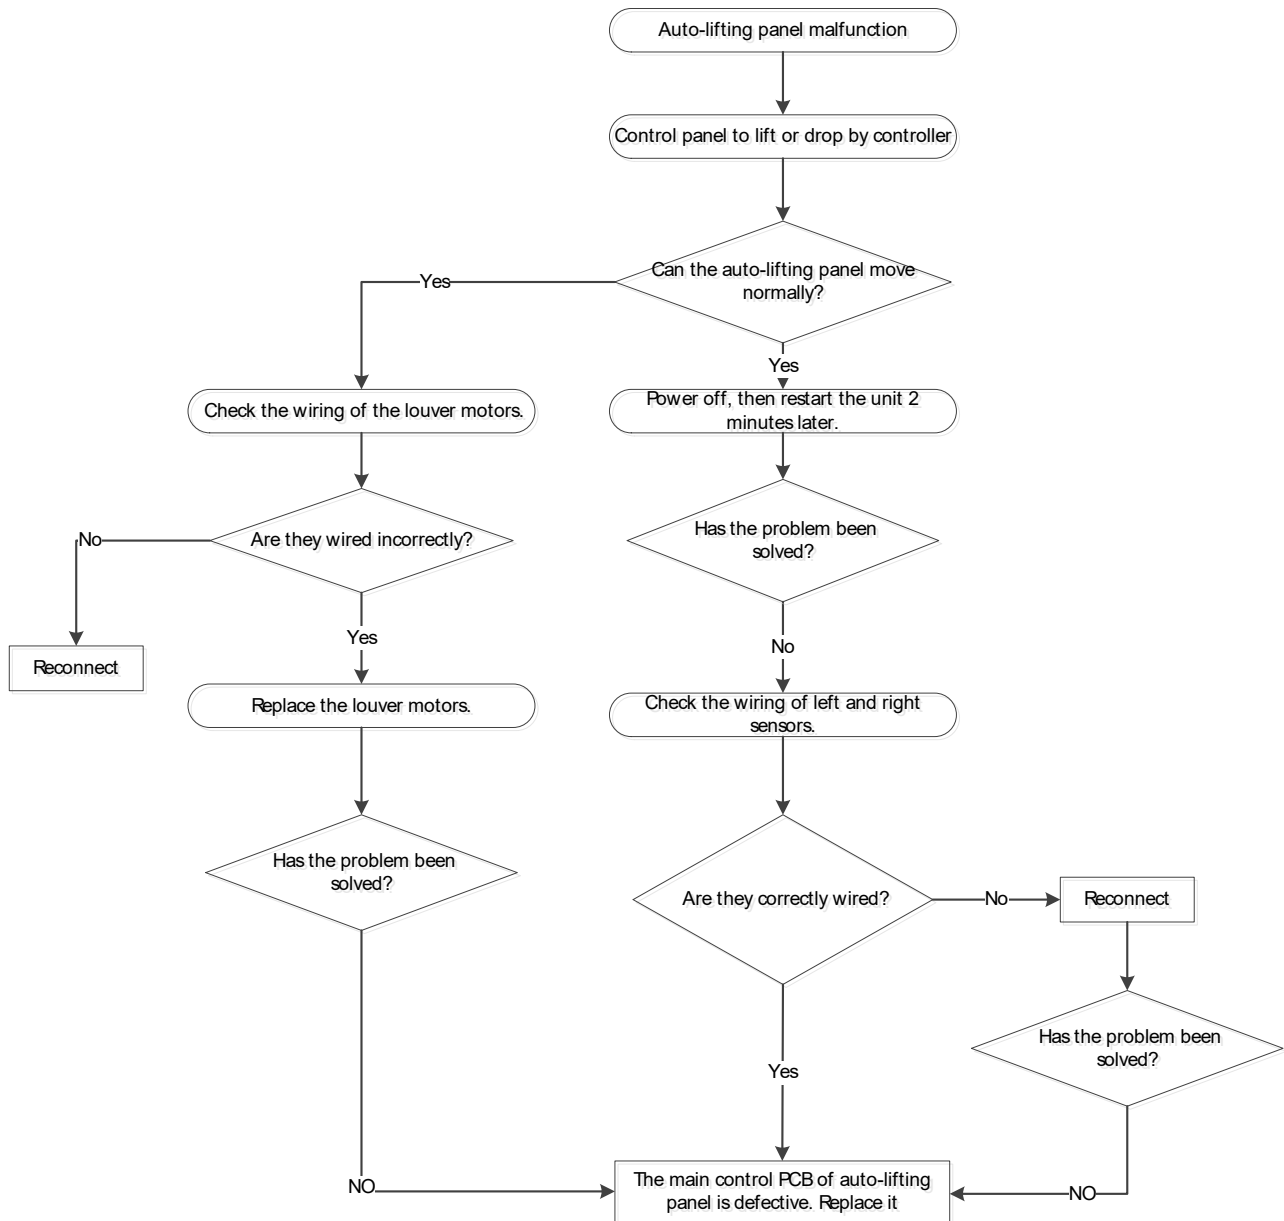 Auto-lifting panel malfunction
Control panel to lift or drop by controller
Can the auto-lifting panel move
normally?
Yes
Yes
Check the wiring of the louver motors.
Power off, then restart the unit 2
minutes later.
Are they wired incorrectly?
No
Has the problem been
solved?
Yes
No
Reconnect
Replace the louver motors.
Check the wiring of left and right
sensors.
Has the problem been
solved?
Are they correctly wired?
No
Reconnect
Has the problem been
solved?
Yes
NO
NO
The main control PCB of auto-lifting
panel is defective. Replace it